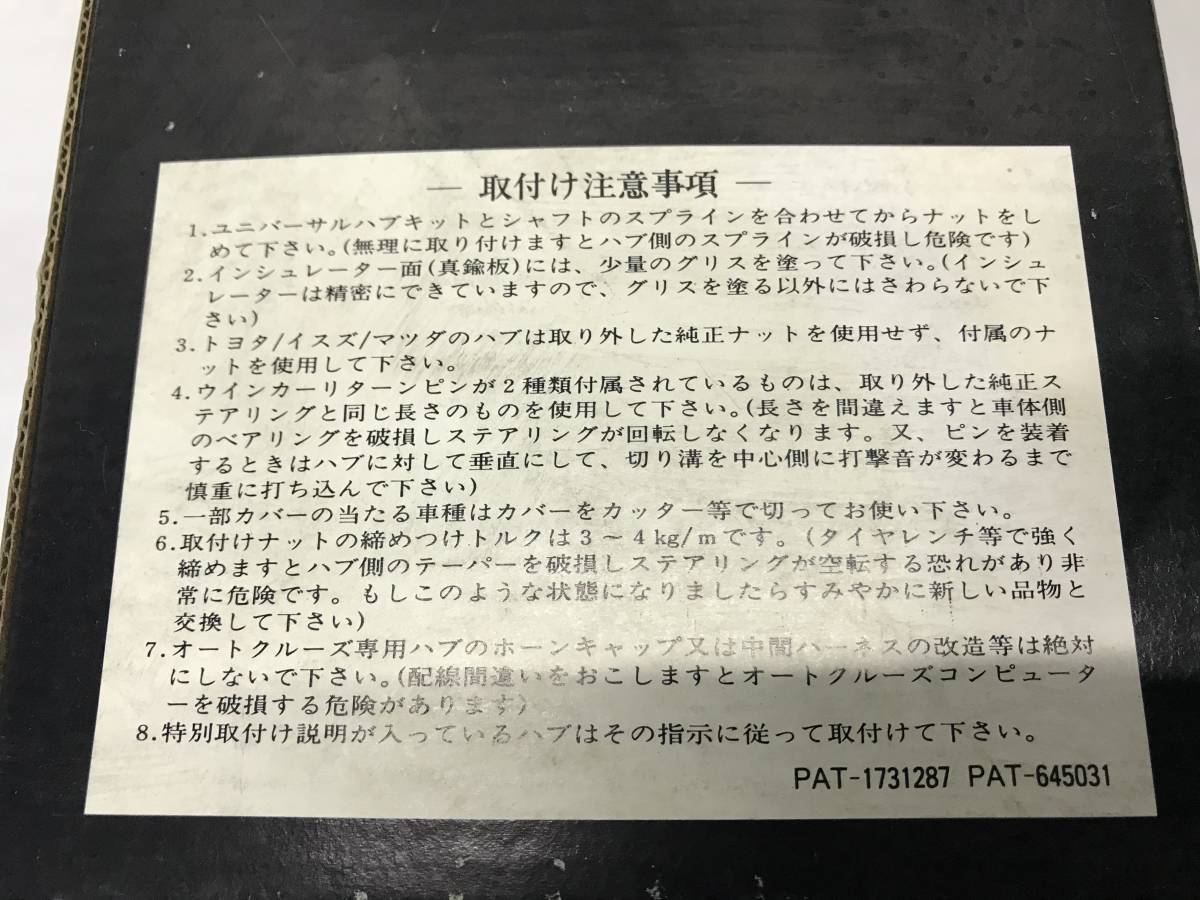 — 取付け注意事項 —
1.ユニバーサルハブキットとシャフトのスプラインを合わせてからナットをし
めて下さい。(無理に取り付けますとハブ側のスプラインが破損し危険です)
2.インシュレーター面(真鍮板)には、少量のグリスを塗って下さい。(インシュ
レーターは精密にできていますので、グリスを塗る以外にはさわらないで下
さい)
3.トヨタ/イスズ/マツダのハブは取り外した純正ナットを使用せず、付属のナ
ットを使用して下さい。
4.ウインカーリターンピンが2種類付属されているものは、取り外した純正ス
テアリングと同じ長さのものを使用して下さい。(長さを間違えますと車体側
のベアリングを破損しステアリングが回転しなくなります。又、ピンを装着
するときはハブに対して垂直にして、切り溝を中心側に打撃音が変わるまで
慎重に打ち込んで下さい)
5.一部カバーの当たる車種はカバーをカッター等で切ってお使い下さい。
6.取付けナットの締めつけトルクは3～4kg/mです。(タイヤレンチ等で強く
締めますとハブ側のテーパーを破損しステアリングが空転する恐れがあり非
常に危険です。もしこのような状態になりましたらすみやかに新しい品物と
交換して下さい)
7.オートクルーズ専用ハブのホーンキャップ又は中間ハーネスの改造等は絶対
にしないで下さい。(配線間違いをおこしますとオートクルーズコンピュータ
ーを破損する危険があります)
8.特別取付け説明が入っているハブはその指示に従って取付けて下さい。
PAT-1731287 PAT-645031